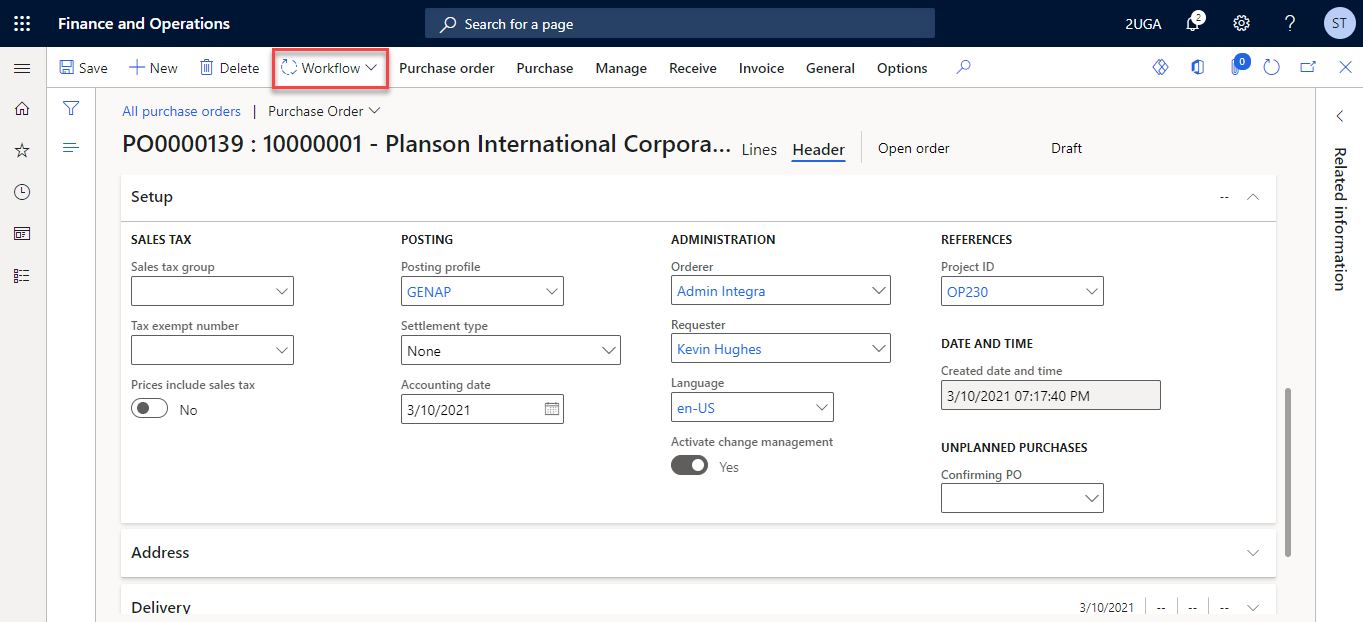 Finance and Operations
Search for a page
2UGA
2
?
ST
Save
New
Delete
Workflow
Purchase order
Purchase
Manage
Receive
Invoice
General
Options
0
All purchase orders | Purchase Order
PO0000139 : 10000001 - Planson International Corpora...
Lines
Header
Open order
Draft
Related information
Setup
--
SALES TAX
Sales tax group
Tax exempt number
Prices include sales tax
No
POSTING
Posting profile
GENAP
Settlement type
None
Accounting date
3/10/2021
ADMINISTRATION
Orderer
Admin Integra
Requester
Kevin Hughes
Language
en-US
Activate change management
Yes
REFERENCES
Project ID
OP230
DATE AND TIME
Created date and time
3/10/2021 07:17:40 PM
UNPLANNED PURCHASES
Confirming PO
Address
Delivery
3/10/2021 | -- | -- | --